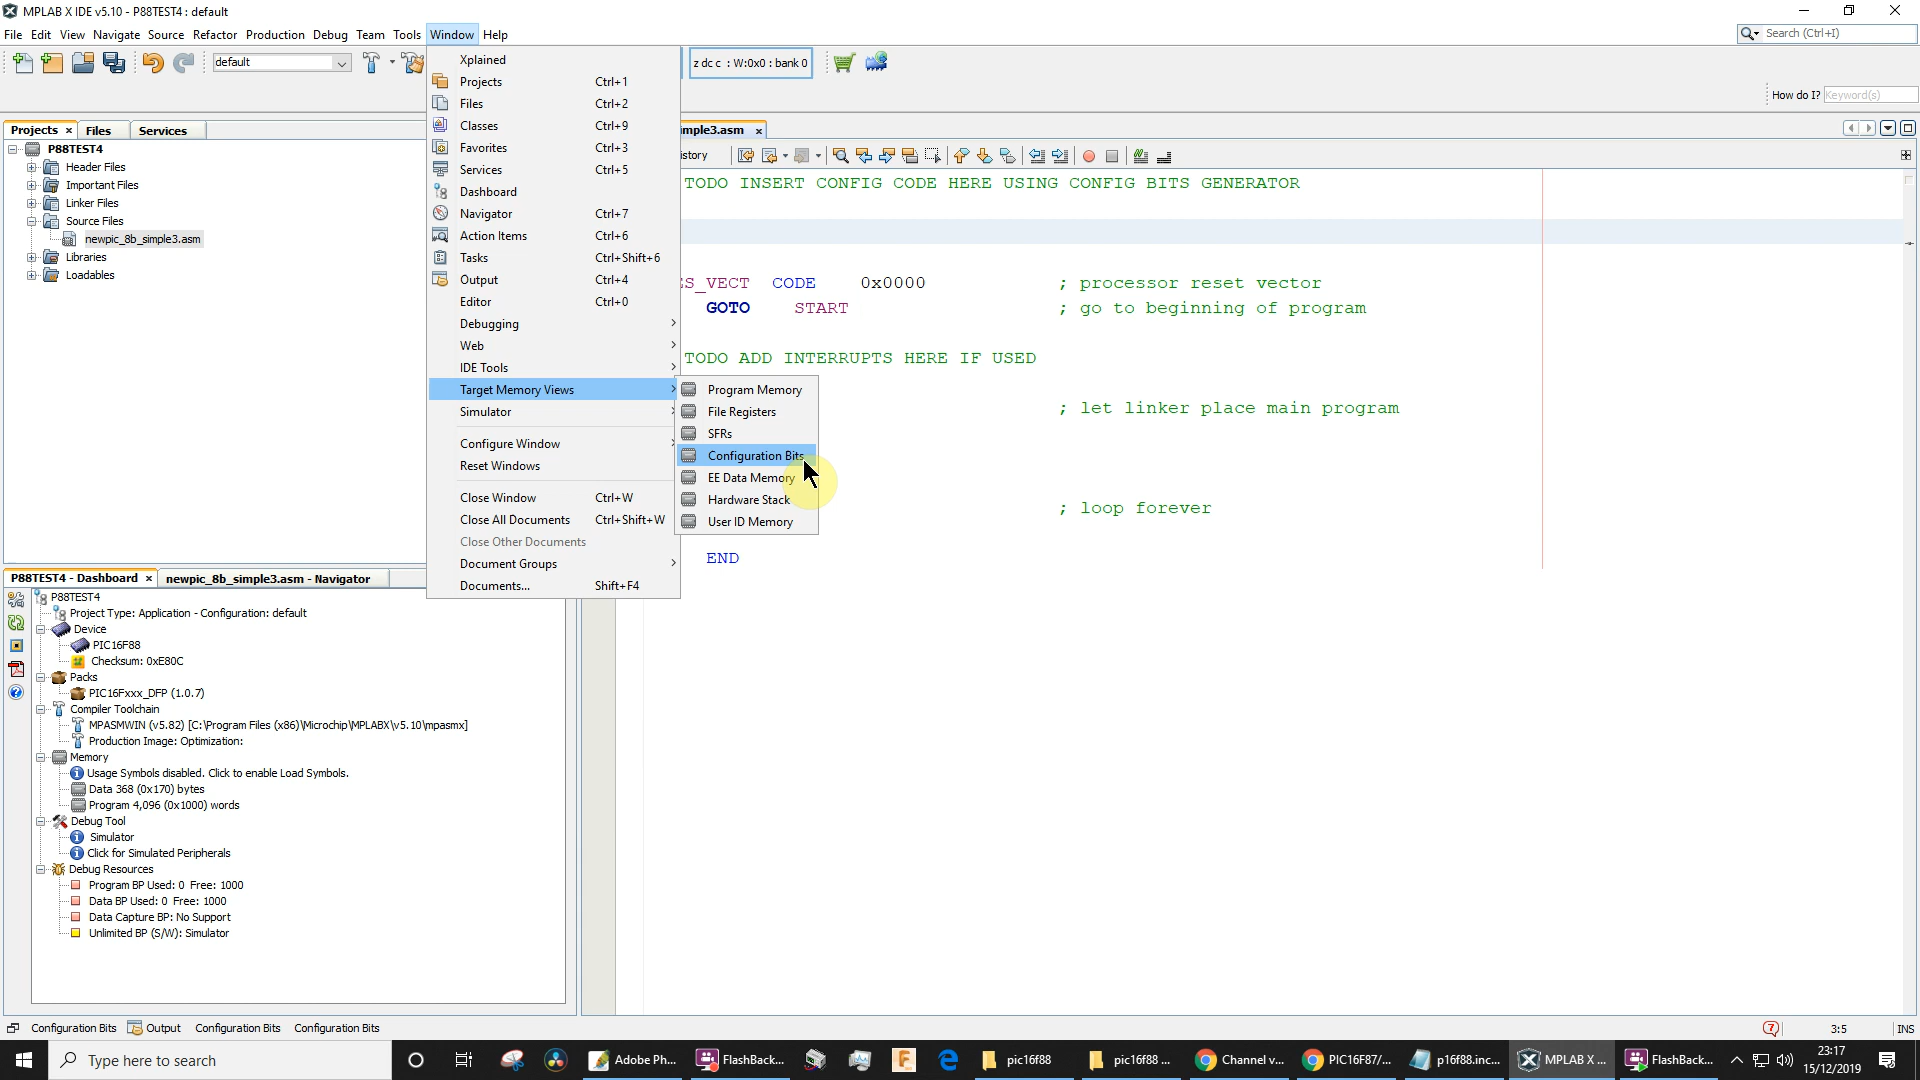 MPLAB X IDE v5.10 - P88TEST4 : default
File Edit View Navigate Source Refactor Production Debug Team Tools Window Help
Search (Ctrl+I)
default
z dc c : W:0x0 : bank 0
How do I? Keyword(s)
Projects Files Services
P88TEST4
Header Files
Important Files
Linker Files
Source Files
newpic_8b_simple3.asm
Libraries
Loadables
Xplained
Projects Ctrl+1
Files Ctrl+2
Classes Ctrl+9
Favorites Ctrl+3
Services Ctrl+5
Dashboard
Navigator Ctrl+7
Action Items Ctrl+6
Tasks Ctrl+Shift+6
Output Ctrl+4
Editor Ctrl+0
Debugging
Web
IDE Tools
Target Memory Views
Simulator
Configure Window
Reset Windows
Close Window Ctrl+W
Close All Documents Ctrl+Shift+W
Close Other Documents
Document Groups
Documents... Shift+F4
Program Memory
File Registers
SFRs
Configuration Bits
EE Data Memory
Hardware Stack
User ID Memory
mple3.asm
story
TODO INSERT CONFIG CODE HERE USING CONFIG BITS GENERATOR
ES_VECT CODE 0x0000 ; processor reset vector
GOTO START ; go to beginning of program
TODO ADD INTERRUPTS HERE IF USED
; let linker place main program
; loop forever
END
P88TEST4 - Dashboard newpic_8b_simple3.asm - Navigator
P88TEST4
Project Type: Application - Configuration: default
Device
PIC16F88
Checksum: 0xE80C
Packs
PIC16Fxxx_DFP (1.0.7)
Compiler Toolchain
MPASMWIN (v5.82) [C:\Program Files (x86)\Microchip\MPLABX\v5.10\mpasmx]
Production Image: Optimization:
Memory
Usage Symbols disabled. Click to enable Load Symbols.
Data 368 (0x170) bytes
Program 4,096 (0x1000) words
Debug Tool
Simulator
Click for Simulated Peripherals
Debug Resources
Program BP Used: 0 Free: 1000
Data BP Used: 0 Free: 1000
Data Capture BP: No Support
Unlimited BP (S/W): Simulator
Configuration Bits Output Configuration Bits Configuration Bits
7 3:5 INS
Type here to search
Adobe Ph... FlashBack... pic16f88 pic16f88 ... Channel v... PIC16F87/... p16f88.inc... MPLAB X ... FlashBack...
23:17
15/12/2019